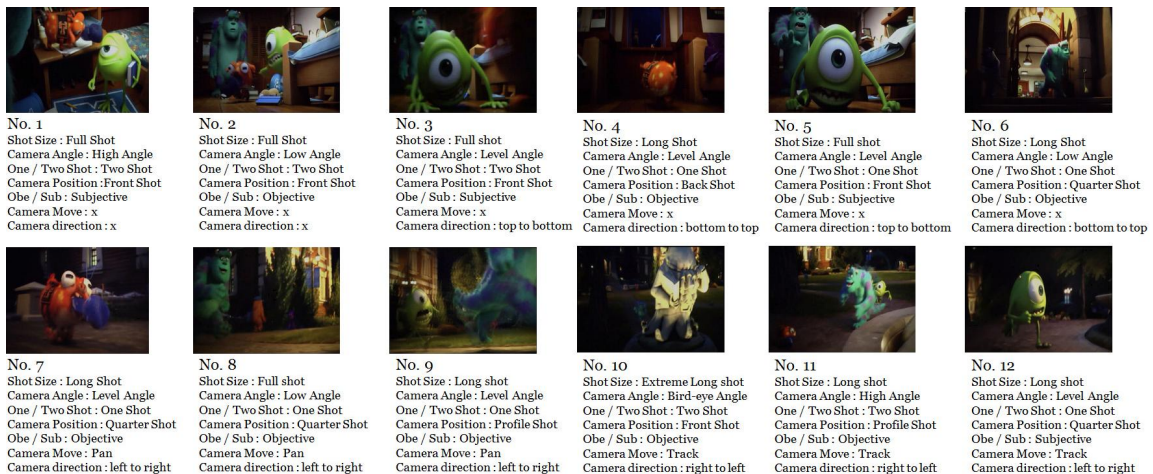 No. 1
Shot Size : Full Shot
Camera Angle : High Angle
One / Two Shot : Two Shot
Camera Position :Front Shot
Obe / Sub : Subjective
Camera Move : x
Camera direction : x
No. 2
Shot Size : Full Shot
Camera Angle : Low Angle
One / Two Shot : Two Shot
Camera Position : Front Shot
Obe / Sub : Objective
Camera Move : x
Camera direction : x
No. 3
Shot Size : Full shot
Camera Angle : Level Angle
One / Two Shot : Two Shot
Camera Position : Front Shot
Obe / Sub : Subjective
Camera Move : x
Camera direction : top to bottom
No. 4
Shot Size : Long Shot
Camera Angle : Level Angle
One / Two Shot : One Shot
Camera Position : Back Shot
Obe / Sub : Objective
Camera Move : x
Camera direction : bottom to top
No. 5
Shot Size : Full shot
Camera Angle : Level Angle
One / Two Shot : One Shot
Camera Position : Front Shot
Obe / Sub : Subjective
Camera Move : x
Camera direction : top to bottom
No. 6
Shot Size : Long Shot
Camera Angle : Low Angle
One / Two Shot : One Shot
Camera Position : Quarter Shot
Obe / Sub : Objective
Camera Move : x
Camera direction : bottom to top
No. 7
Shot Size : Long Shot
Camera Angle : Level Angle
One / Two Shot : One Shot
Camera Position : Quarter Shot
Obe / Sub : Objective
Camera Move : Pan
Camera direction : left to right
No. 8
Shot Size : Full shot
Camera Angle : Low Angle
One / Two Shot : One Shot
Camera Position : Quarter Shot
Obe / Sub : Objective
Camera Move : Pan
Camera direction : left to right
No. 9
Shot Size : Long shot
Camera Angle : Level Angle
One / Two Shot : One Shot
Camera Position : Profile Shot
Obe / Sub : Objective
Camera Move : Pan
Camera direction : left to right
No. 10
Shot Size : Extreme Long shot
Camera Angle : Bird-eye Angle
One / Two Shot : Two Shot
Camera Position : Front Shot
Obe / Sub : Objective
Camera Move : Track
Camera direction : right to left
No. 11
Shot Size : Long shot
Camera Angle : High Angle
One / Two Shot : Two Shot
Camera Position : Profile Shot
Obe / Sub : Objective
Camera Move : Track
Camera direction : right to left
No. 12
Shot Size : Long shot
Camera Angle : Level Angle
One / Two Shot : One Shot
Camera Position : Quarter Shot
Obe / Sub : Subjective
Camera Move : Track
Camera direction : left to right